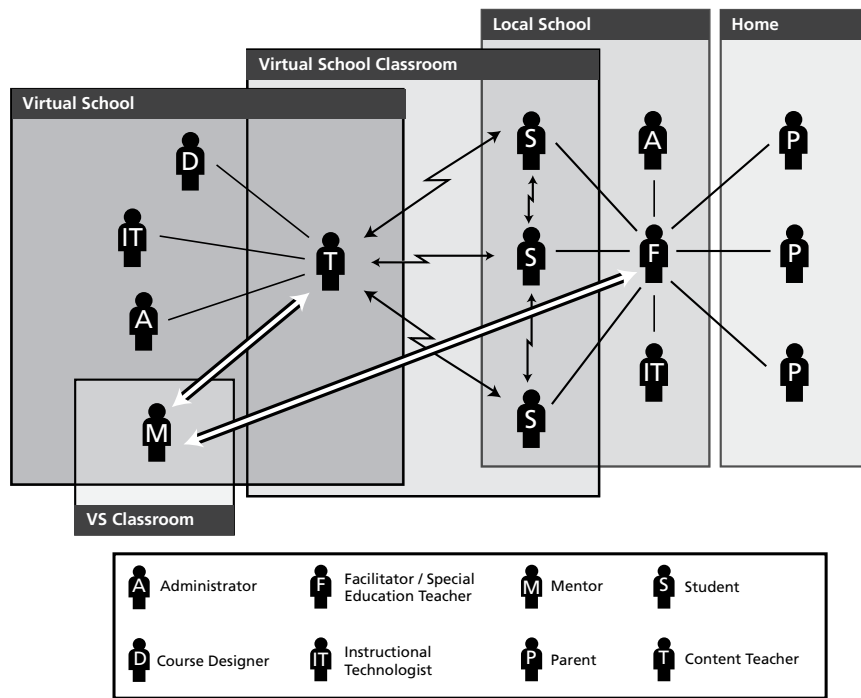 Local School
Home
Virtual School Classroom
Virtual School
D
S
A
P
IT
T
S
F
P
A
M
S
IT
P
VS Classroom
A Administrator
F Facilitator / Special
Education Teacher
M Mentor
S Student
D Course Designer
IT Instructional
Technologist
P Parent
T Content Teacher